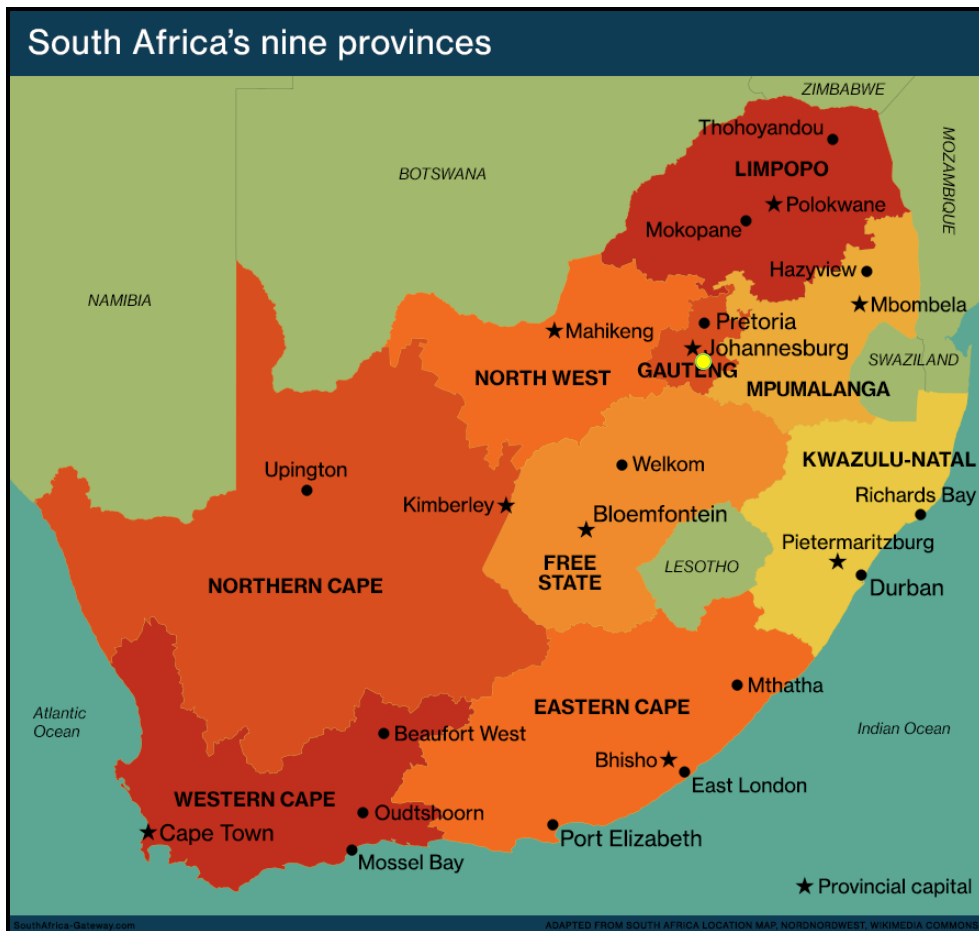 South Africa's nine provinces
ZIMBABWE
Thohoyandou
MOZAMBIQUE
BOTSWANA
LIMPOPO
Polokwane
Mokopane
Hazyview
NAMIBIA
Mbombela
Pretoria
Mahikeng
Johannesburg
SWAZILAND
GAUTENG
NORTH WEST
MPUMALANGA
KWAZULU-NATAL
Welkom
Upington
Richards Bay
Kimberley
Bloemfontein
Pietermaritzburg
FREE
STATE
LESOTHO
NORTHERN CAPE
Durban
Mthatha
EASTERN CAPE
Atlantic
Ocean
Indian Ocean
Beaufort West
Bhisho
East London
WESTERN CAPE
Oudtshoorn
Cape Town
Port Elizabeth
Mossel Bay
★ Provincial capital
SouthAfrica-Gateway.com
ADAPTED FROM SOUTH AFRICA LOCATION MAP, NORDNORDWEST, WIKIMEDIA COMMONS